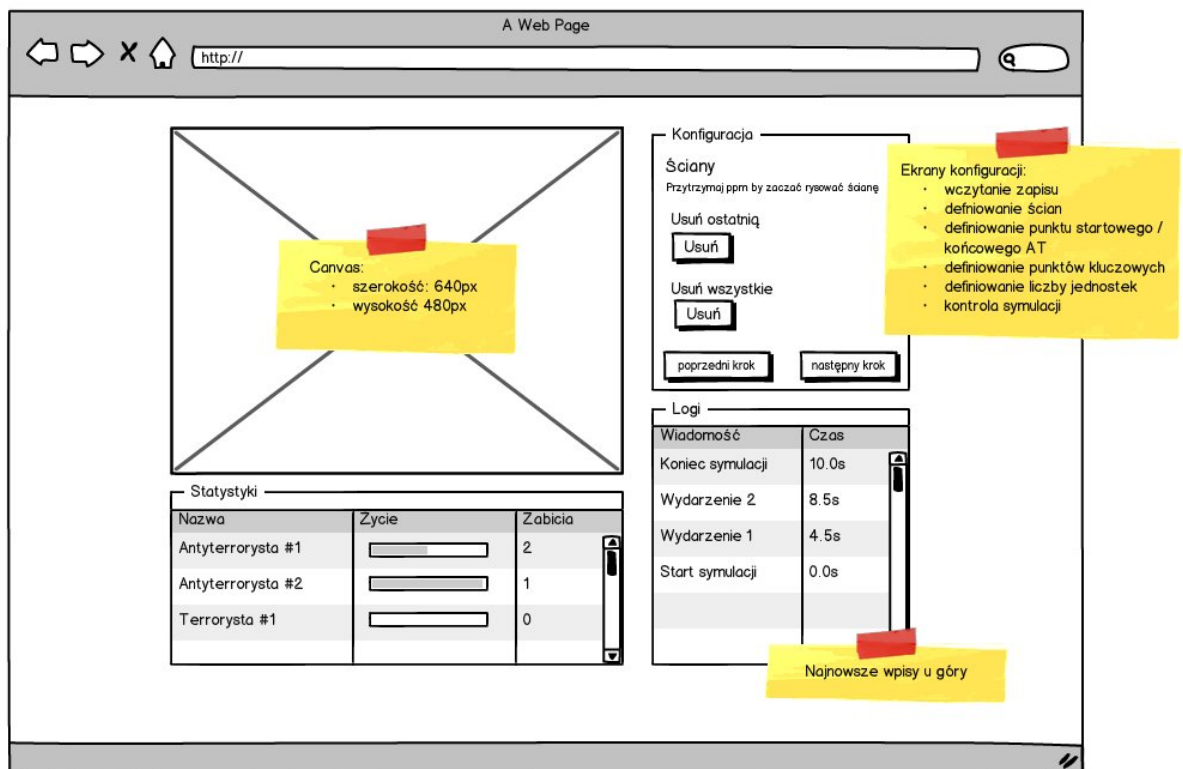 A Web Page
http://
Canvas:
· szerokość: 640px
· wysokość 480px
Konfiguracja
Ściany
Przytrzymaj ppm by zaczać rysować ścianę
Usuń ostatnią
Usuń
Usuń wszystkie
Usuń
poprzedni krok
następny krok
Ekrany konfiguracji:
· wczytanie zapisu
· defniowanie ścian
· definiowanie punktu startowego /
końcowego AT
· definiowanie punktów kluczowych
· definiowanie liczby jednostek
· kontrola symulacji
Statystyki
Nazwa Życie Zabicia
Antyterrorysta #1 2
Antyterrorysta #2 1
Terrorysta #1 0
Logi
Wiadomość Czas
Koniec symulacji 10.0s
Wydarzenie 2 8.5s
Wydarzenie 1 4.5s
Start symulacji 0.0s
Najnowsze wpisy u góry